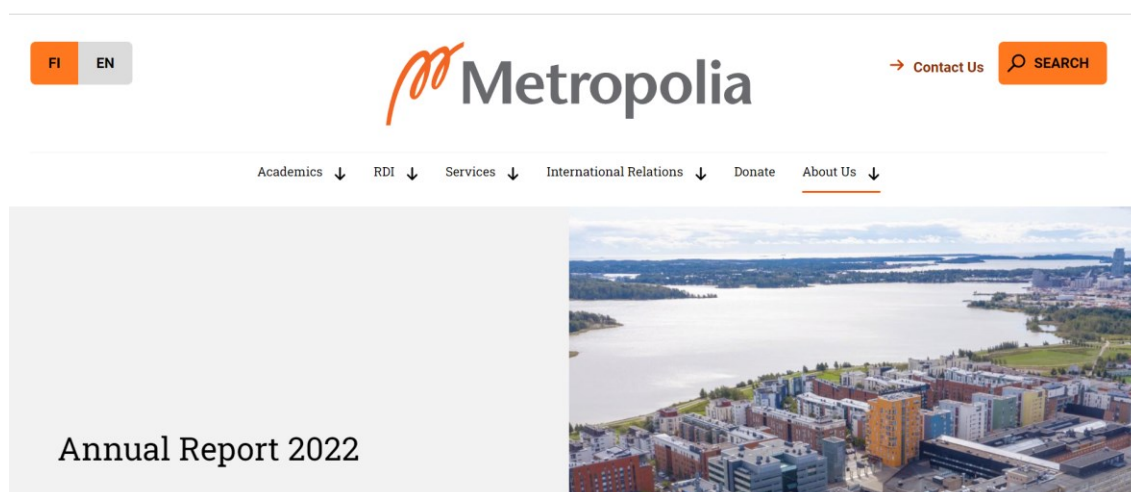 FI EN
Metropolia
Contact Us
SEARCH
Academics RDI Services International Relations Donate About Us
Annual Report 2022